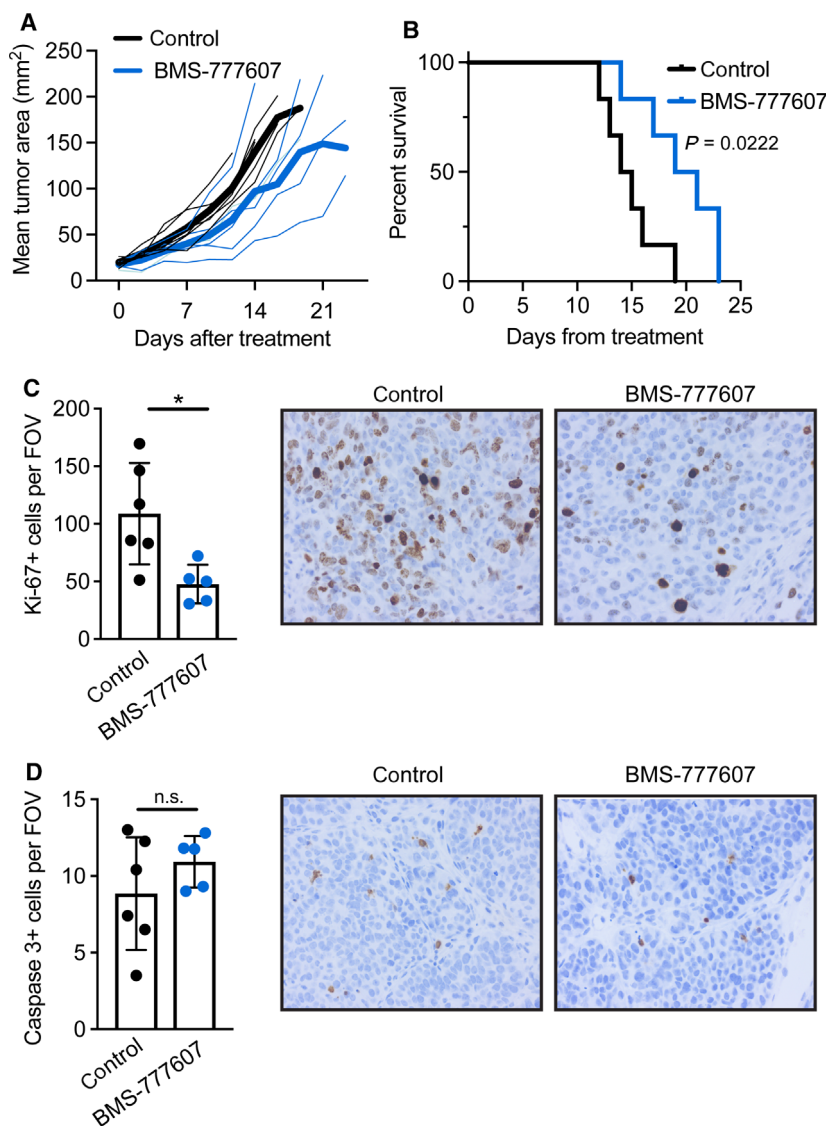 A
Control
BMS-777607
Mean tumor area (mm²)
250
200
150
100
50
0
0 7 14 21
Days after treatment
B
Control
BMS-777607
P = 0.0222
Percent survival
100
50
0
0 5 10 15 20 25
Days from treatment
C
*
Ki-67+ cells per FOV
200
150
100
50
0
Control
BMS-777607
Control
BMS-777607
D
n.s.
Caspase 3+ cells per FOV
15
10
5
0
Control
BMS-777607
Control
BMS-777607